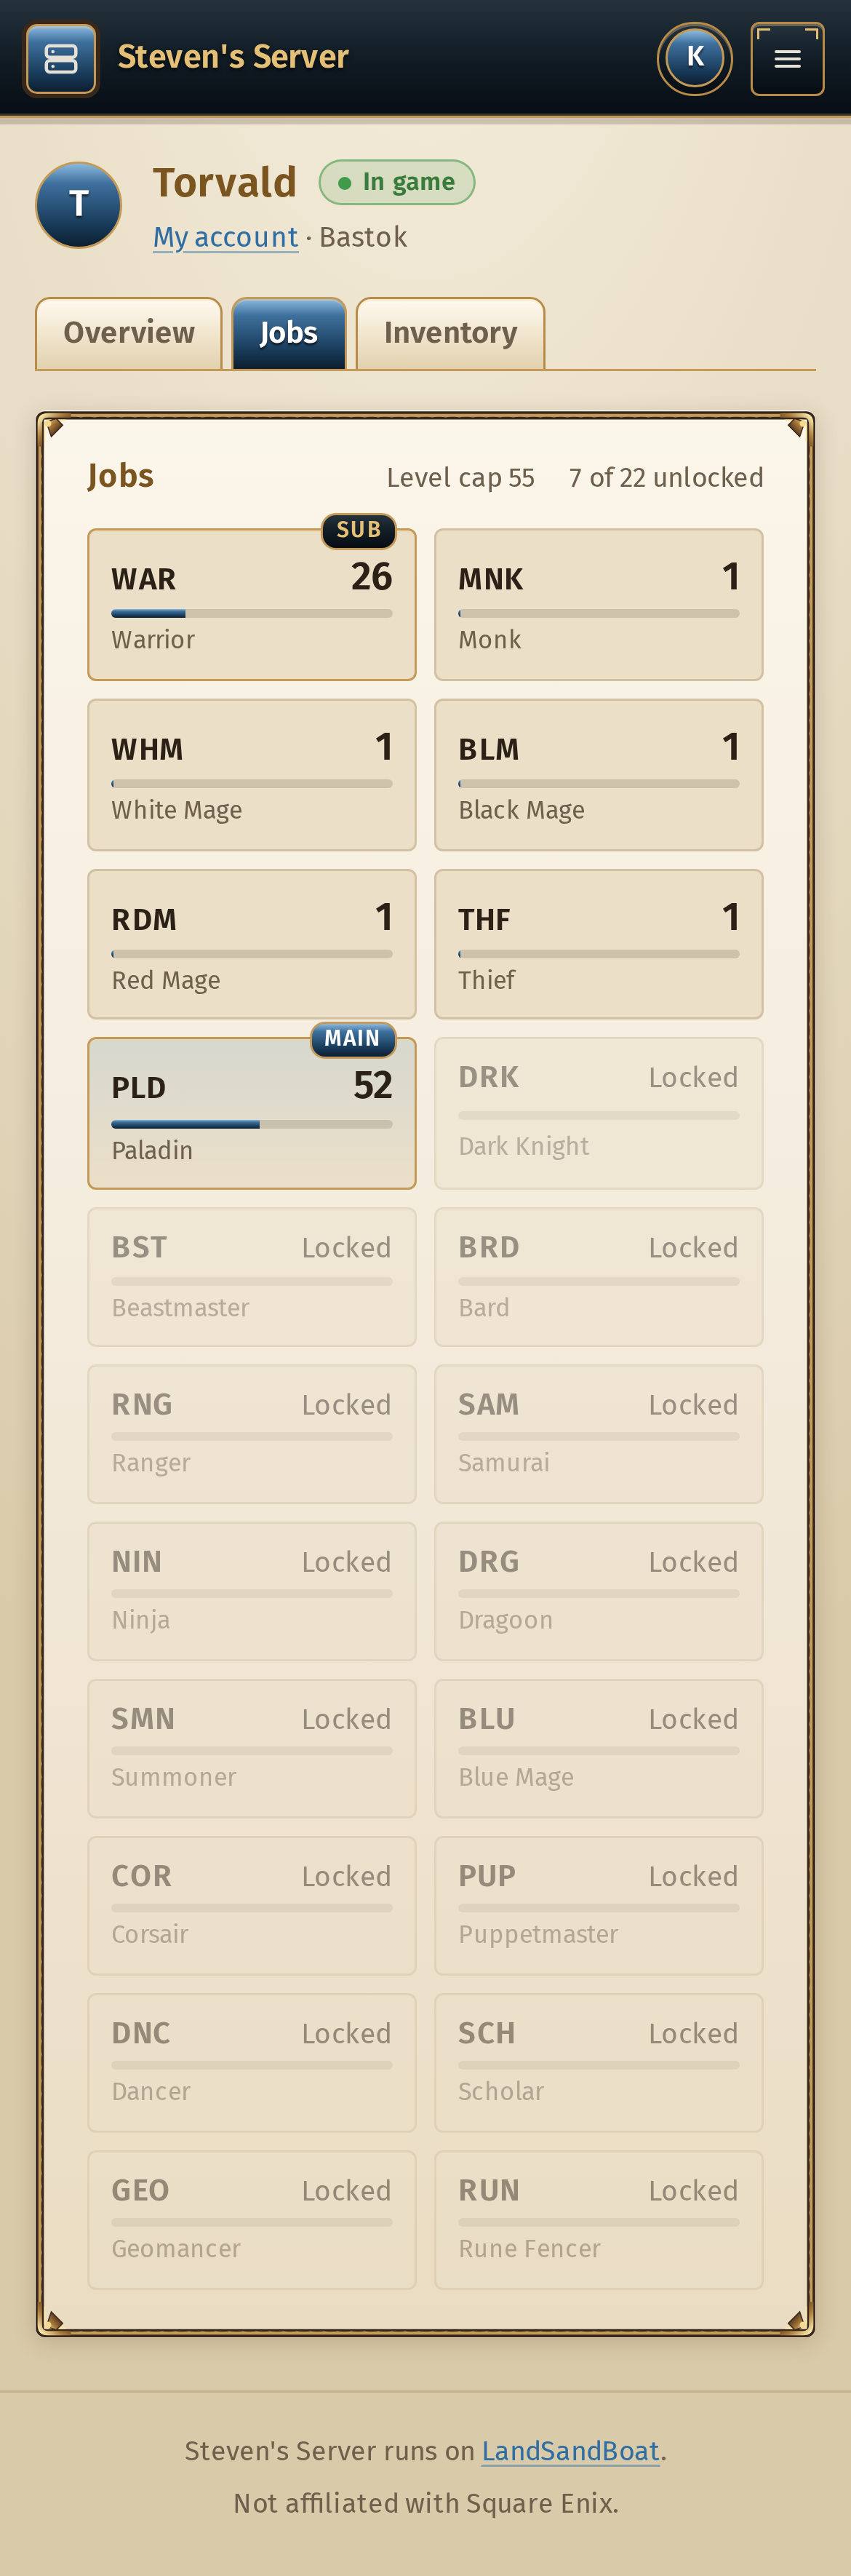 Steven's Server
K
T
Torvald
In game
My account · Bastok
Overview
Jobs
Inventory
Jobs
Level cap 55
7 of 22 unlocked
SUB
WAR 26
Warrior
MNK 1
Monk
WHM 1
White Mage
BLM 1
Black Mage
RDM 1
Red Mage
THF 1
Thief
MAIN
PLD 52
Paladin
DRK Locked
Dark Knight
BST Locked
Beastmaster
BRD Locked
Bard
RNG Locked
Ranger
SAM Locked
Samurai
NIN Locked
Ninja
DRG Locked
Dragoon
SMN Locked
Summoner
BLU Locked
Blue Mage
COR Locked
Corsair
PUP Locked
Puppetmaster
DNC Locked
Dancer
SCH Locked
Scholar
GEO Locked
Geomancer
RUN Locked
Rune Fencer
Steven's Server runs on LandSandBoat.
Not affiliated with Square Enix.